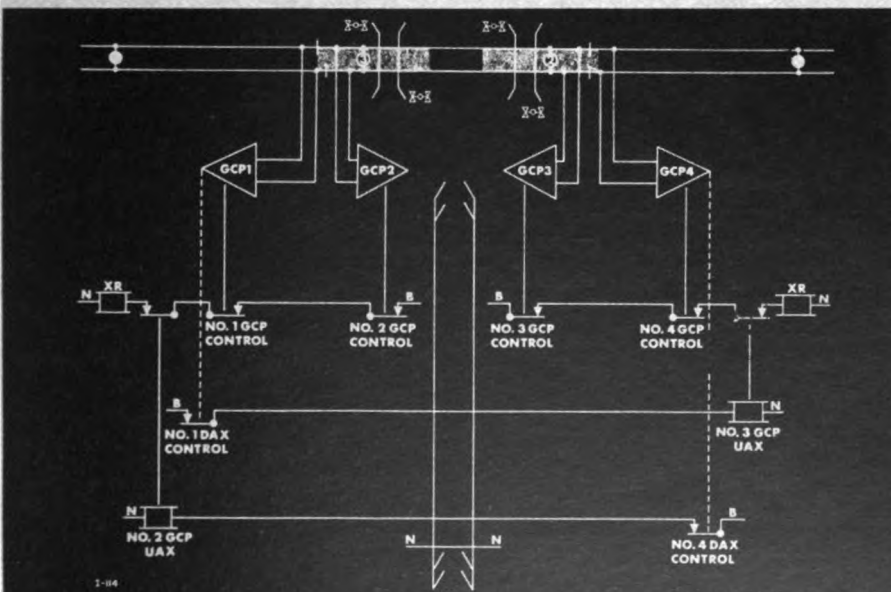 X-O-X
X-O-X
2
2
X-O-X
X-O-X
GCP1
GCP2
GCP3
GCP4
XR
N
B
B
XR
N
NO. 1 GCP
CONTROL
NO. 2 GCP
CONTROL
NO. 3 GCP
CONTROL
NO. 4 GCP
CONTROL
B
NO. 1 DAX
CONTROL
N
NO. 3 GCP
UAX
N
NO. 2 GCP
UAX
N
N
B
NO. 4 DAX
CONTROL